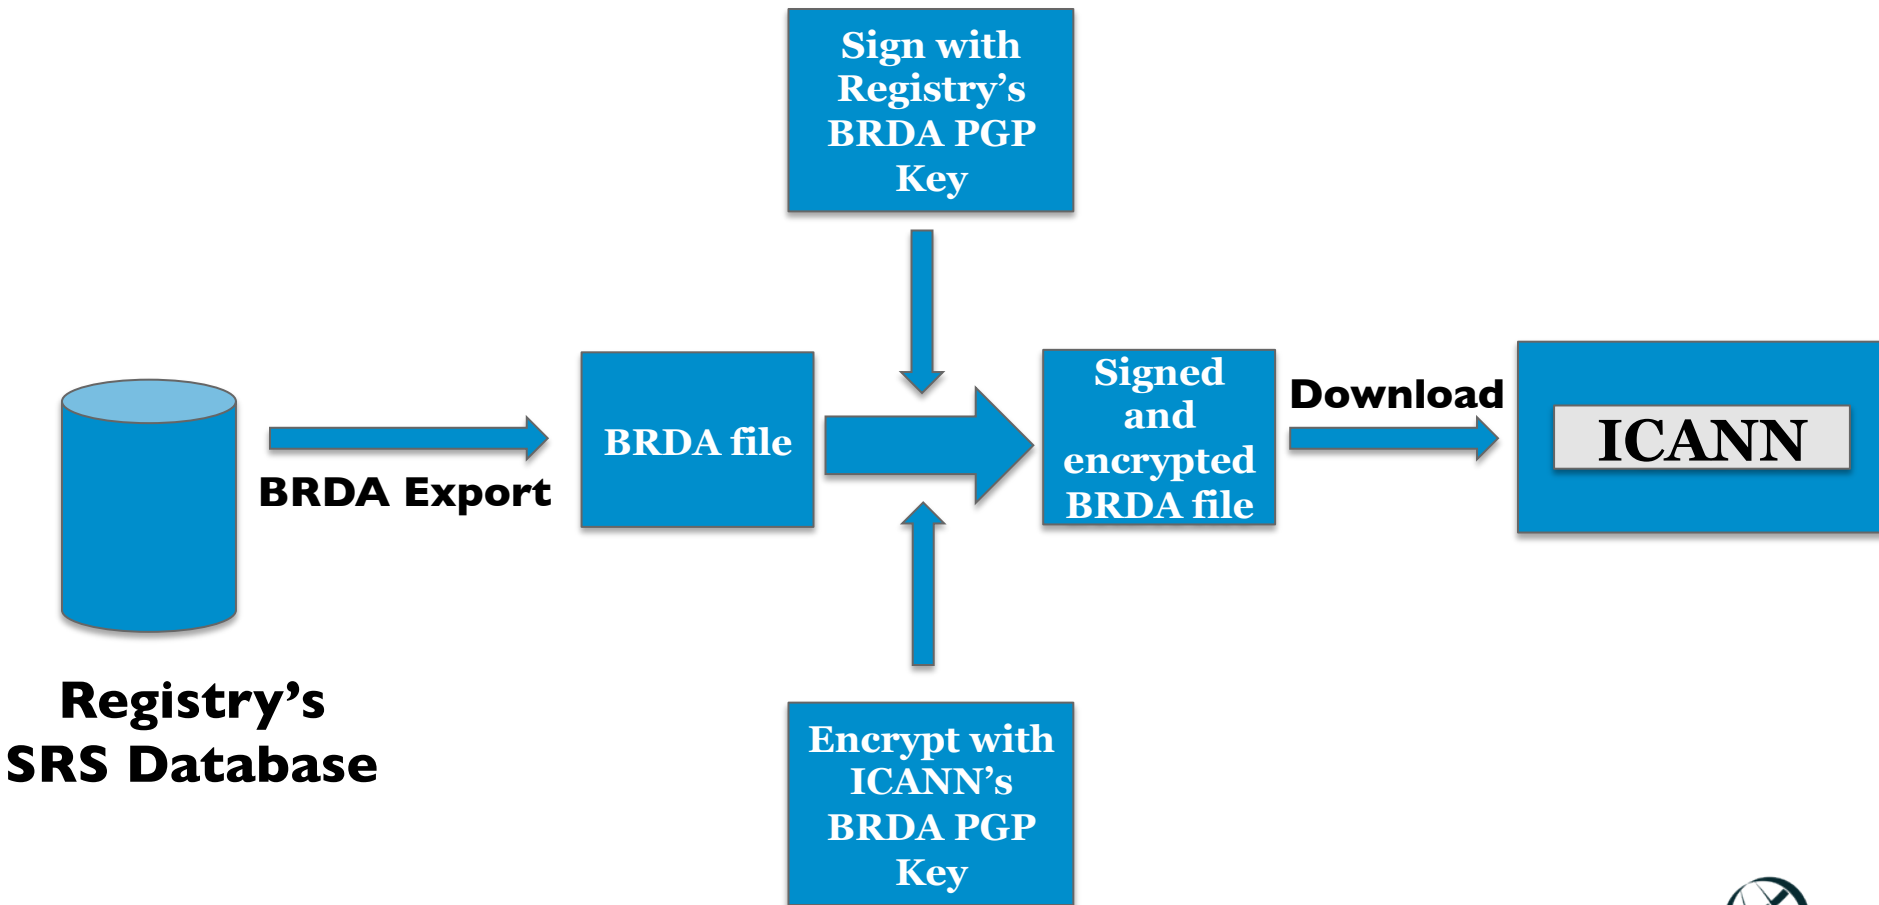 Sign with
Registry’s
BRDA PGP
Key
Registry’s
SRS Database
BRDA Export
BRDA file
Signed
and
encrypted
BRDA file
Download
ICANN
Encrypt with
ICANN’s
BRDA PGP
Key